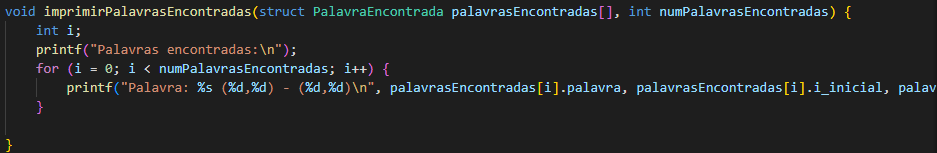 void imprimirPalavrasEncontradas(struct PalavraEncontrada palavrasEncontradas[], int numPalavrasEncontradas) {
    int i;
    printf("Palavras encontradas:\n");
    for (i = 0; i < numPalavrasEncontradas; i++) {
        printf("Palavra: %s (%d,%d) - (%d,%d)\n", palavrasEncontradas[i].palavra, palavrasEncontradas[i].i_inicial, palav
    }
}